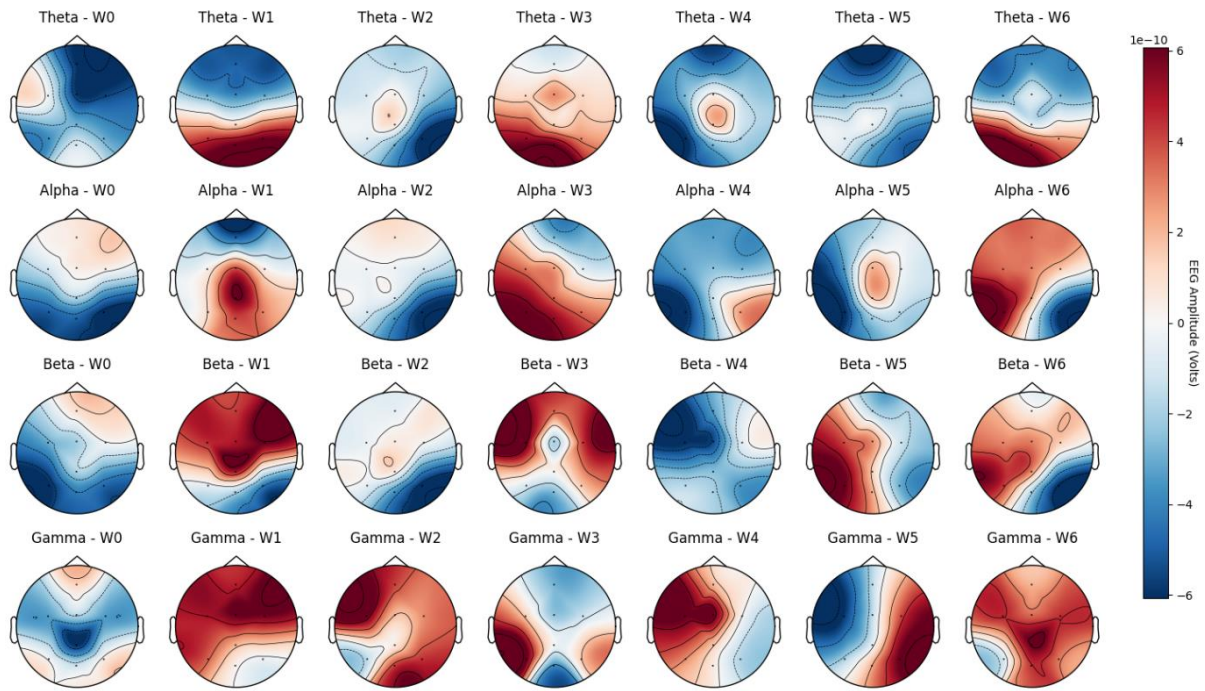 Theta - W0 Theta - W1 Theta - W2 Theta - W3 Theta - W4 Theta - W5 Theta - W6
1e−10
6
Alpha - W0 Alpha - W1 Alpha - W2 Alpha - W3 Alpha - W4 Alpha - W5 Alpha - W6
4
2
0
EEG Amplitude (Volts)
Beta - W0 Beta - W1 Beta - W2 Beta - W3 Beta - W4 Beta - W5 Beta - W6
−2
−4
Gamma - W0 Gamma - W1 Gamma - W2 Gamma - W3 Gamma - W4 Gamma - W5 Gamma - W6
−6